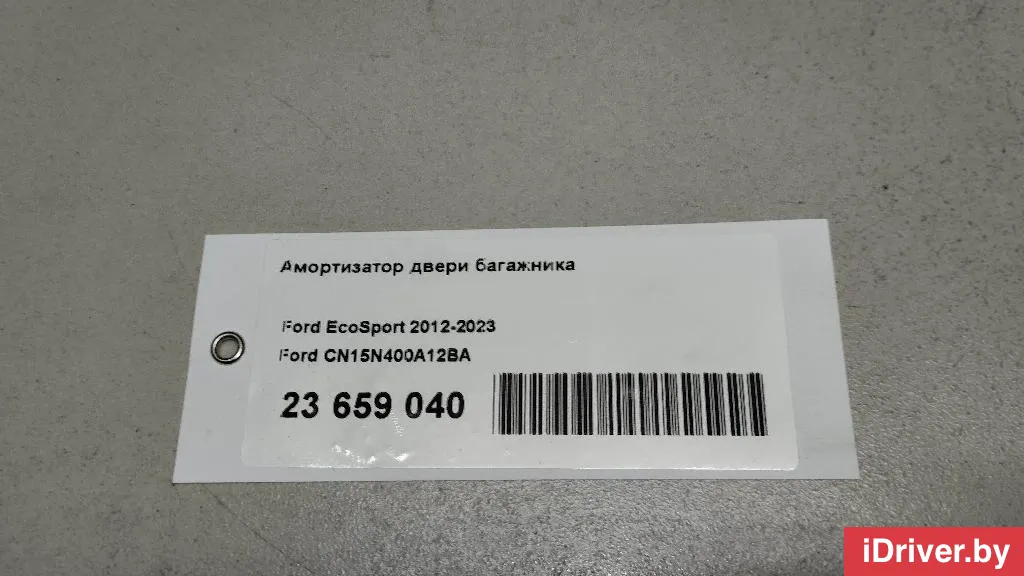 Амортизатор двери багажника
Ford EcoSport 2012-2023
Ford CN15N400A12BA
23 659 040
iDriver.by